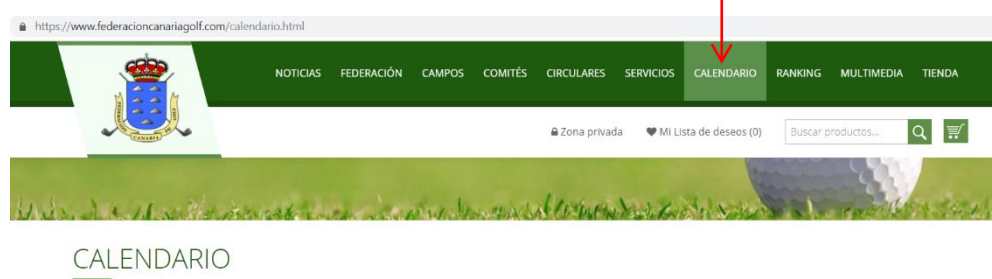 https://www.federacioncanariagolf.com/calendario.html
NOTICIAS FEDERACIÓN CAMPOS COMITÉS CIRCULARES SERVICIOS CALENDARIO RANKING MULTIMEDIA TIENDA
Zona privada Mi Lista de deseos (0) Buscar productos...
CANARIA
CALENDARIO